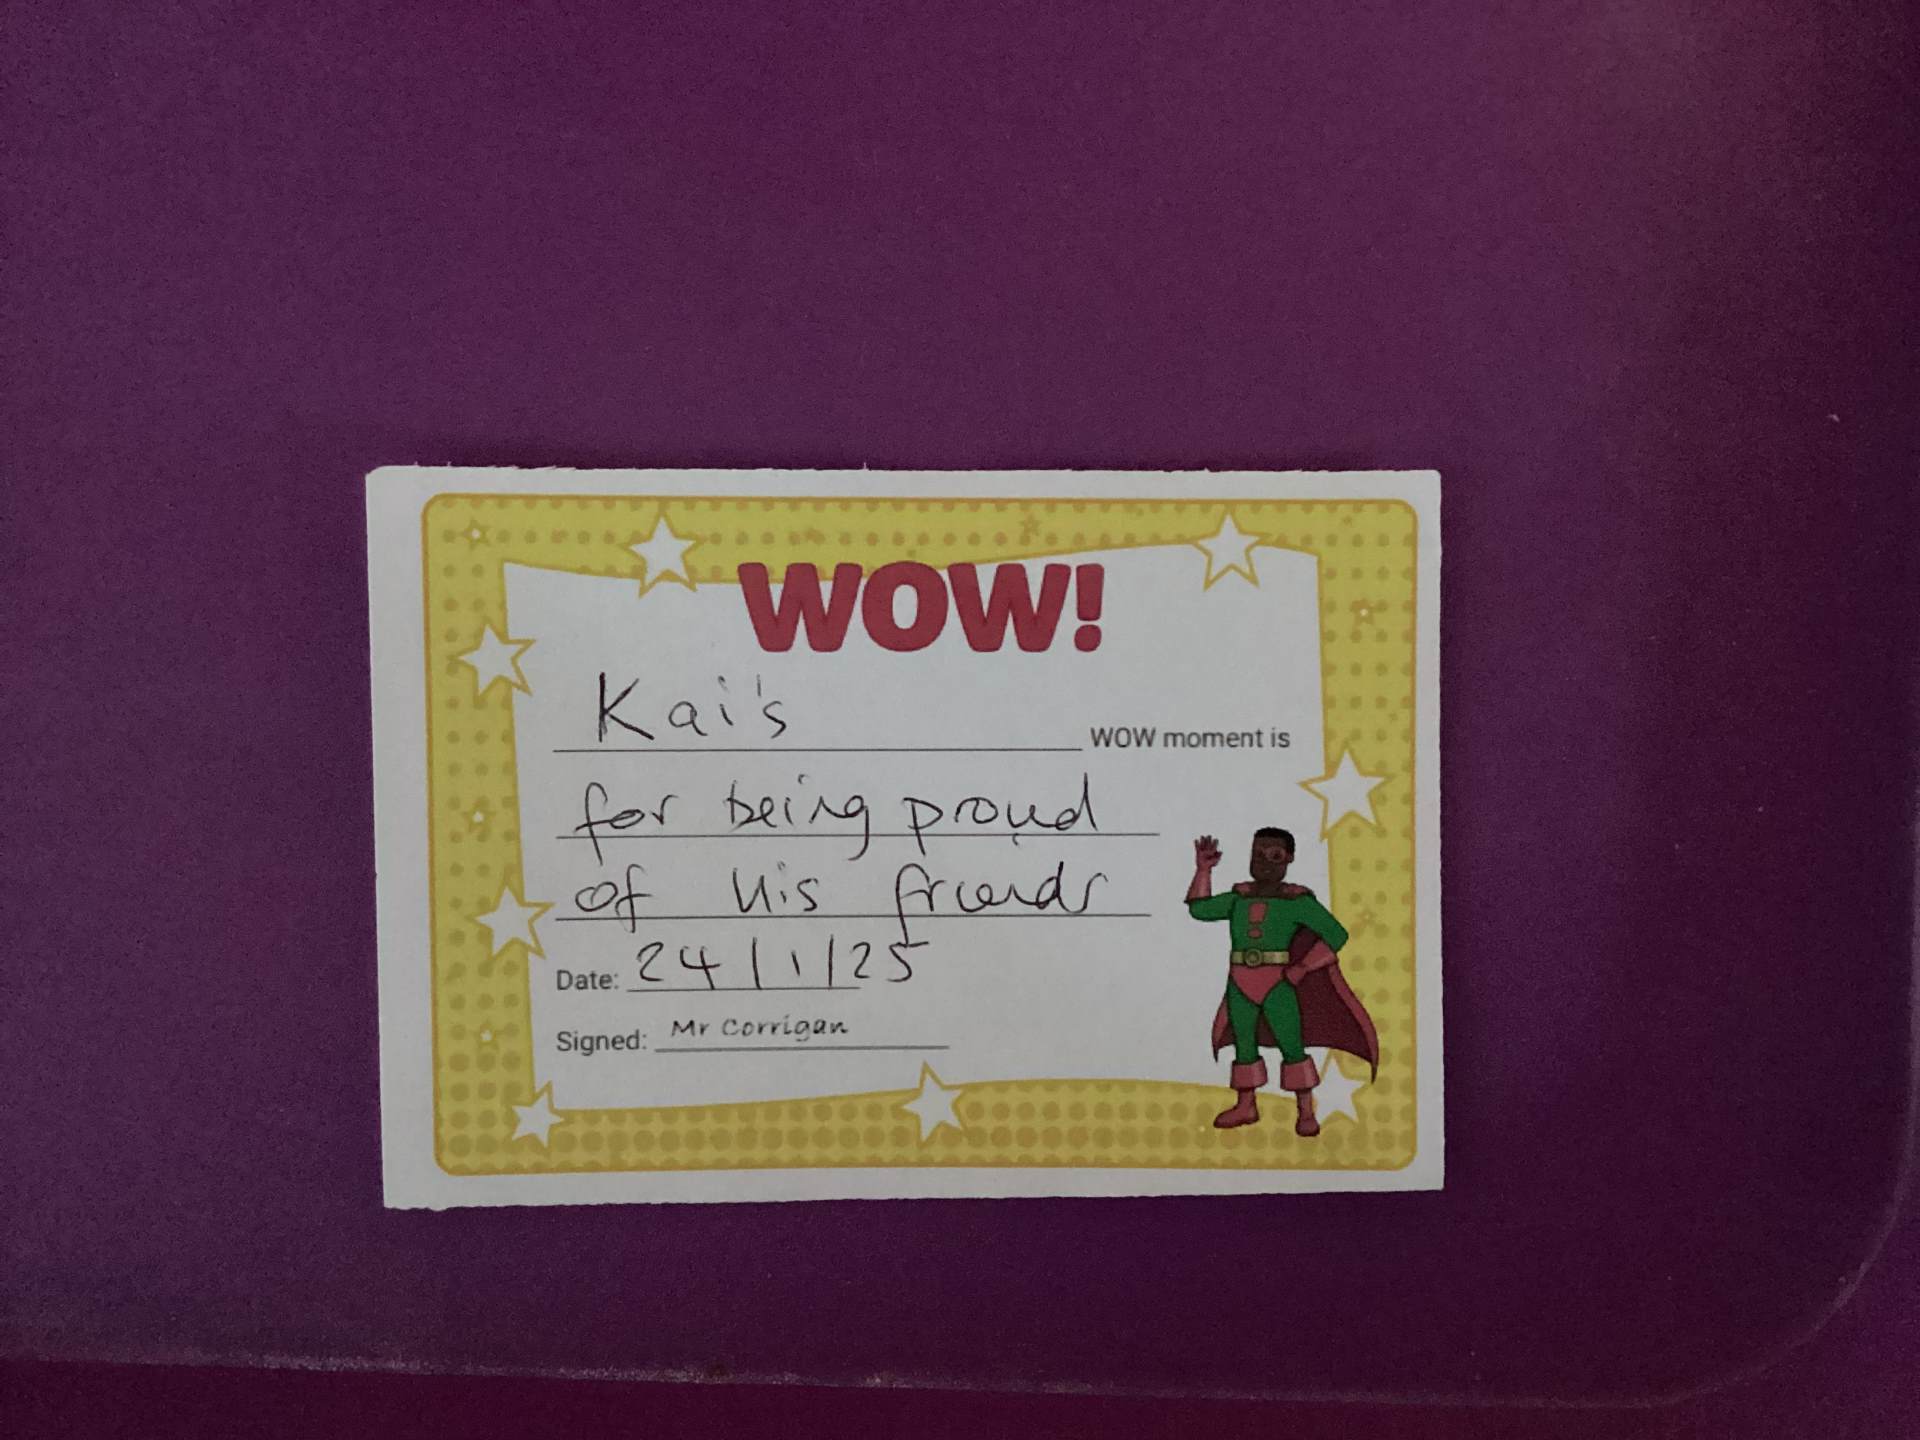 WOW!
Kai's WOW moment is
for being proud
of his friends
Date: 24/1/25
Signed: Mr Corrigan